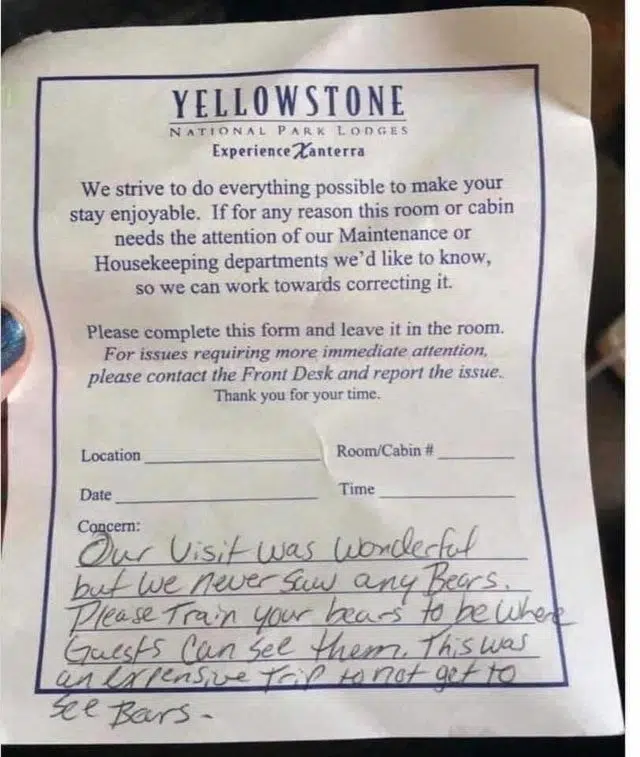 YELLOWSTONE
NATIONAL PARK LODGES
Experience Xanterra
We strive to do everything possible to make your
stay enjoyable. If for any reason this room or cabin
needs the attention of our Maintenance or
Housekeeping departments we'd like to know,
so we can work towards correcting it.
Please complete this form and leave it in the room.
For issues requiring more immediate attention,
please contact the Front Desk and report the issue.
Thank you for your time.
Location Room/Cabin #
Date Time
Concern:
Our Visit was wonderful
but we never saw any Bears.
Please Train your bears to be where
Guests can see them. This was
an expensive trip to not get to
see Bars.